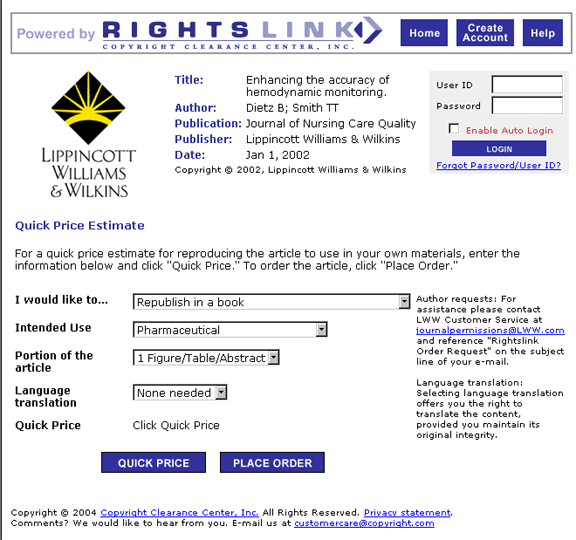 Powered by RIGHTSLINK
COPYRIGHT CLEARANCE CENTER, INC.
Home
Create Account
Help
LIPPINCOTT
WILLIAMS
& WILKINS
Title: Enhancing the accuracy of
hemodynamic monitoring.
Author: Dietz B; Smith TT
Publication: Journal of Nursing Care Quality
Publisher: Lippincott Williams & Wilkins
Date: Jan 1, 2002
Copyright © 2002, Lippincott Williams & Wilkins
User ID
Password
Enable Auto Login
LOGIN
Forgot Password/User ID?
Quick Price Estimate
For a quick price estimate for reproducing the article to use in your own materials, enter the
information below and click "Quick Price." To order the article, click "Place Order."
I would like to... Republish in a book
Intended Use Pharmaceutical
Portion of the
article 1 Figure/Table/Abstract
Language
translation None needed
Quick Price Click Quick Price
Author requests: For
assistance please contact
LWW Customer Service at
journalpermissions@LWW.com
and reference "Rightslink
Order Request" on the subject
line of your e-mail.
Language translation:
Selecting language translation
offers you the right to
translate the content,
provided you maintain its
original integrity.
QUICK PRICE
PLACE ORDER
Copyright © 2004 Copyright Clearance Center, Inc. All Rights Reserved. Privacy statement.
Comments? We would like to hear from you. E-mail us at customercare@copyright.com